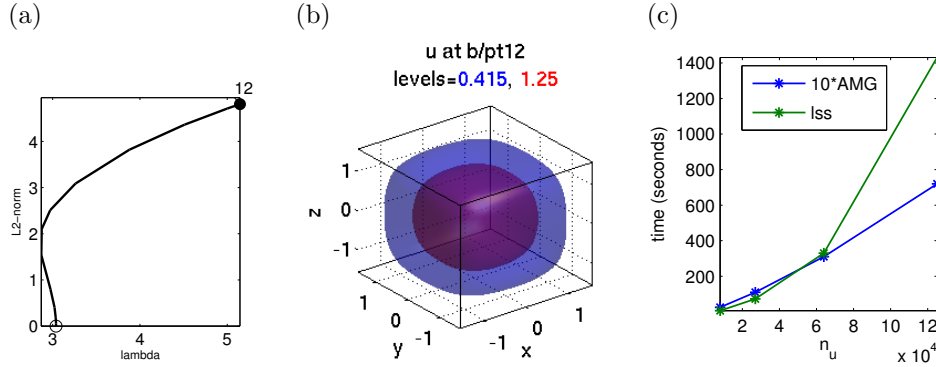 (a)
12
4
3
2
1
0
L2-norm
3
4
5
lambda
(b)
u at b/pt12
levels=0.415, 1.25
1
0
-1
z
1
0
-1
y
-1
0
1
x
(c)
1400
1200
1000
800
600
400
200
time (seconds)
10*AMG
lss
2
4
6
8
10
12
n_u
x 10^4